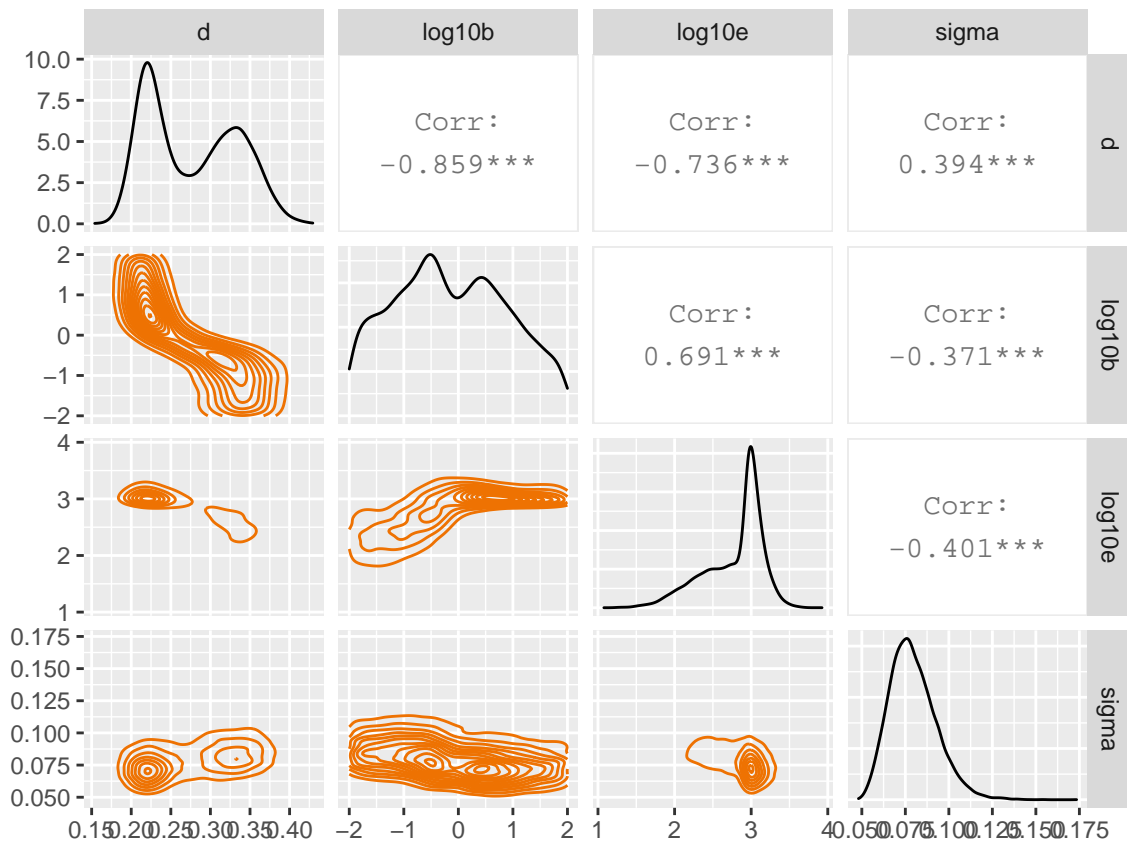 d log10b log10e sigma
10.0
7.5
5.0
2.5
0.0
Corr:
−0.859***
Corr:
−0.736***
Corr:
0.394***
d
2
1
0
−1
−2
Corr:
0.691***
Corr:
−0.371***
log10b
4
3
2
1
Corr:
−0.401***
log10e
0.175
0.150
0.125
0.100
0.075
0.050
sigma
0.15 0.20 0.25 0.30 0.35 0.40
−2 −1 0 1 2
1 2 3 4
0.050 0.075 0.100 0.125 0.150 0.175